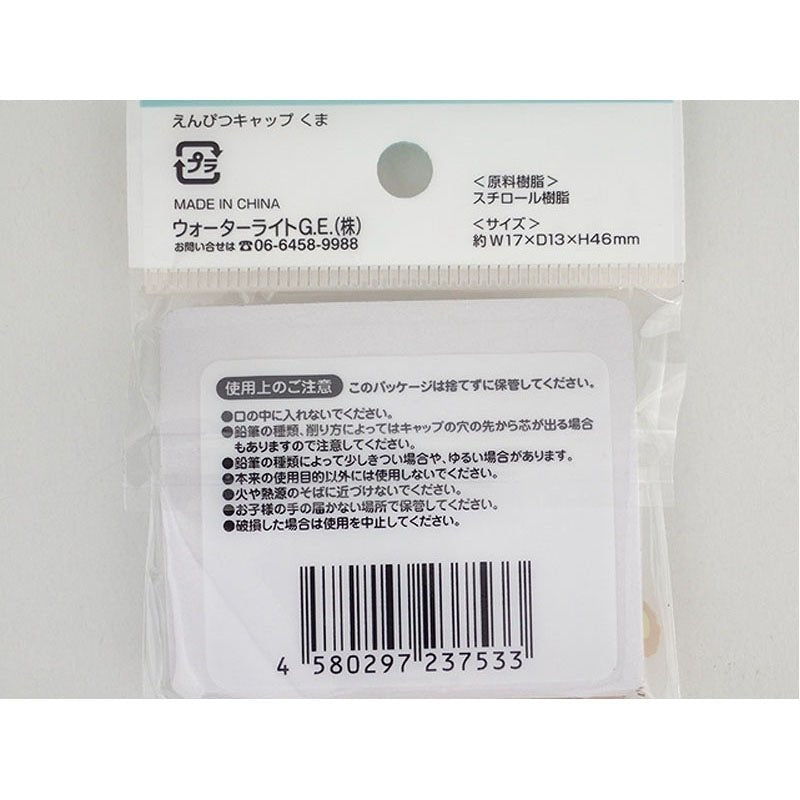 えんぴつキャップ くま
プラ
MADE IN CHINA
ウォーターライトG.E.(株)
お問い合せは☎06-6458-9988
＜原料樹脂＞
スチロール樹脂
＜サイズ＞
約 W17×D13×H46mm
使用上のご注意 このパッケージは捨てずに保管してください。
●口の中に入れないでください。
●鉛筆の種類、削り方によってはキャップの穴の先から芯が出る場合
もありますので注意してください。
●鉛筆の種類によって少しきつい場合や、ゆるい場合があります。
●本来の使用目的以外には使用しないでください。
●火や熱源のそばに近づけないでください。
●お子様の手の届かない場所で保管してください。
●破損した場合は使用を中止してください。
4 580297 237533